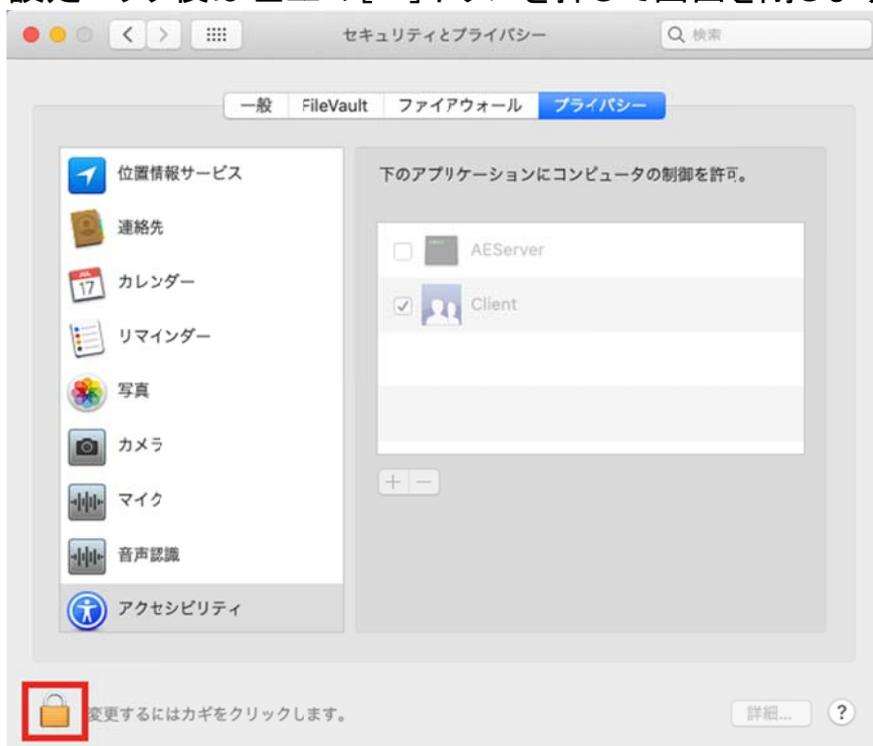 セキュリティとプライバシー
検索
一般 FileVault ファイアウォール プライバシー
位置情報サービス
連絡先
JUL
17
カレンダー
リマインダー
写真
カメラ
マイク
音声認識
アクセシビリティ
下のアプリケーションにコンピュータの制御を許可。
AEServer
Client
+ −
変更するにはカギをクリックします。
詳細... ?